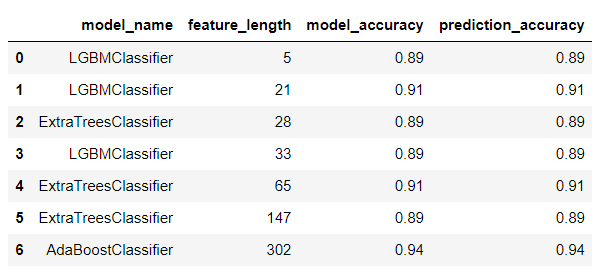 model_name feature_length model_accuracy prediction_accuracy
0 LGBMClassifier 5 0.89 0.89
1 LGBMClassifier 21 0.91 0.91
2 ExtraTreesClassifier 28 0.89 0.89
3 LGBMClassifier 33 0.89 0.89
4 ExtraTreesClassifier 65 0.91 0.91
5 ExtraTreesClassifier 147 0.89 0.89
6 AdaBoostClassifier 302 0.94 0.94